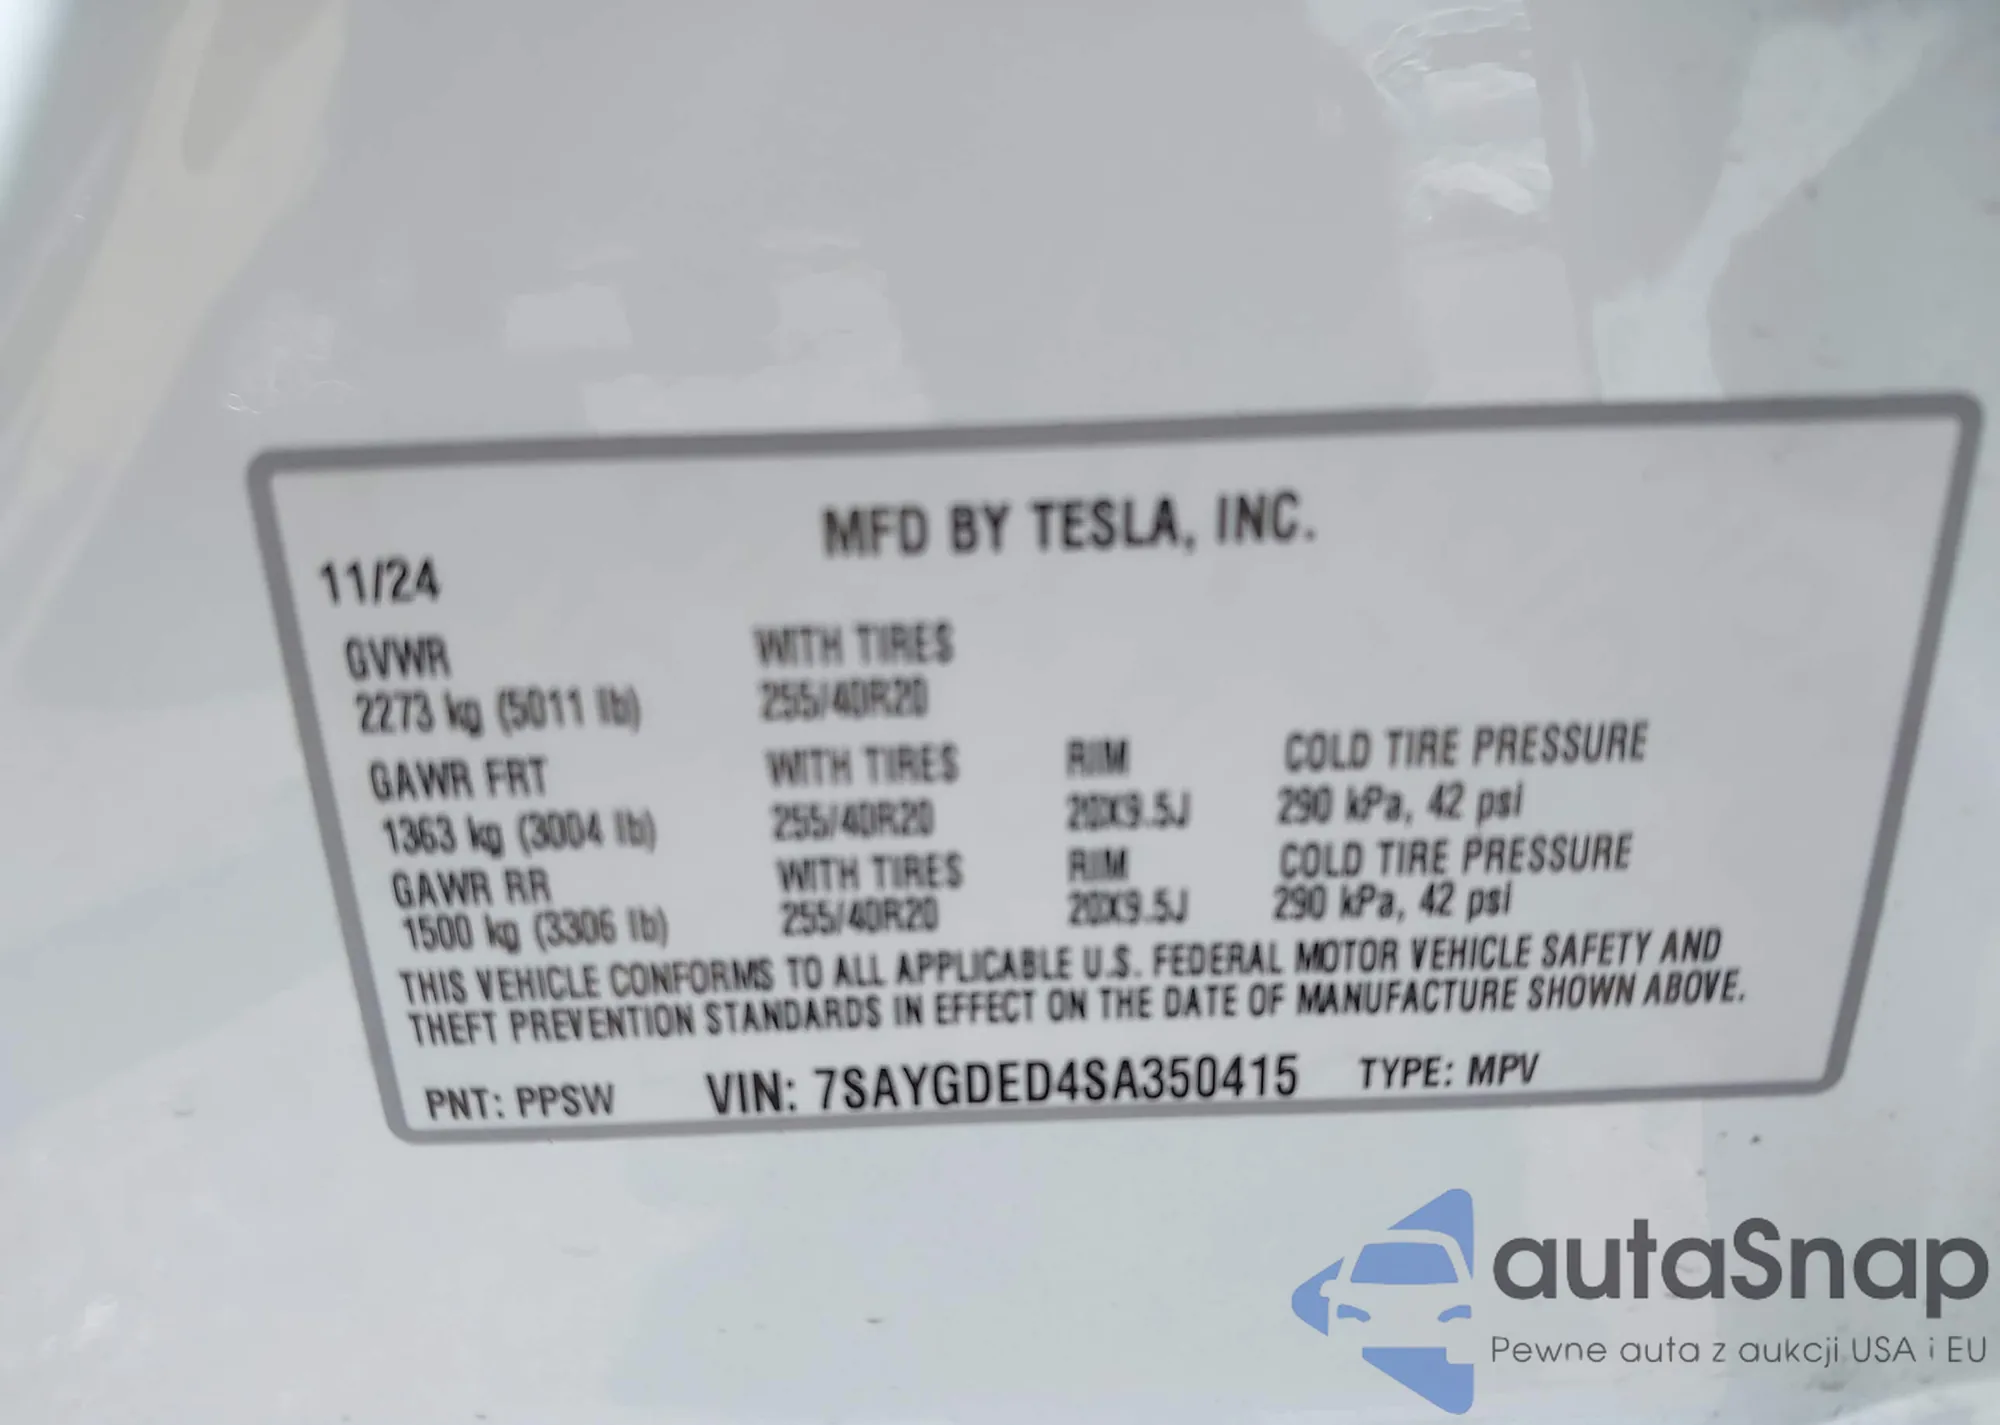 MFD BY TESLA, INC.
11/24
GVWR WITH TIRES
2273 kg (5011 lb) 255/40R20
GAWR FRT WITH TIRES RIM COLD TIRE PRESSURE
1363 kg (3004 lb) 255/40R20 20X9.5J 290 kPa, 42 psi
GAWR RR WITH TIRES RIM COLD TIRE PRESSURE
1500 kg (3306 lb) 255/40R20 20X9.5J 290 kPa, 42 psi
THIS VEHICLE CONFORMS TO ALL APPLICABLE U.S. FEDERAL MOTOR VEHICLE SAFETY AND
THEFT PREVENTION STANDARDS IN EFFECT ON THE DATE OF MANUFACTURE SHOWN ABOVE.
PNT: PPSW VIN: 7SAYGDED4SA350415 TYPE: MPV
autaSnap
Pewne auta z aukcji USA i EU